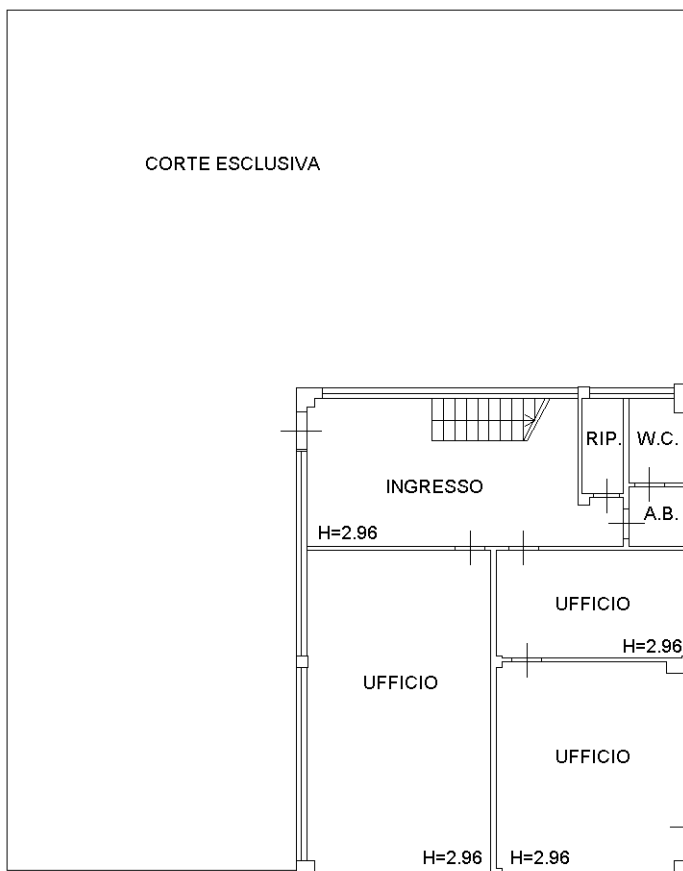 CORTE ESCLUSIVA
RIP.
W.C.
INGRESSO
A.B.
H=2.96
UFFICIO
H=2.96
UFFICIO
UFFICIO
H=2.96
H=2.96